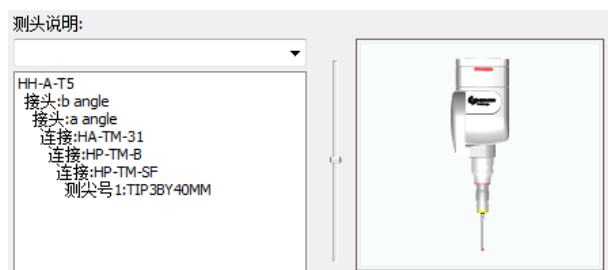 测头说明:
HH-A-T5
接头:b angle
接头:a angle
连接:HA-TM-31
连接:HP-TM-B
连接:HP-TM-SF
测尖号1:TIP3BY40MM